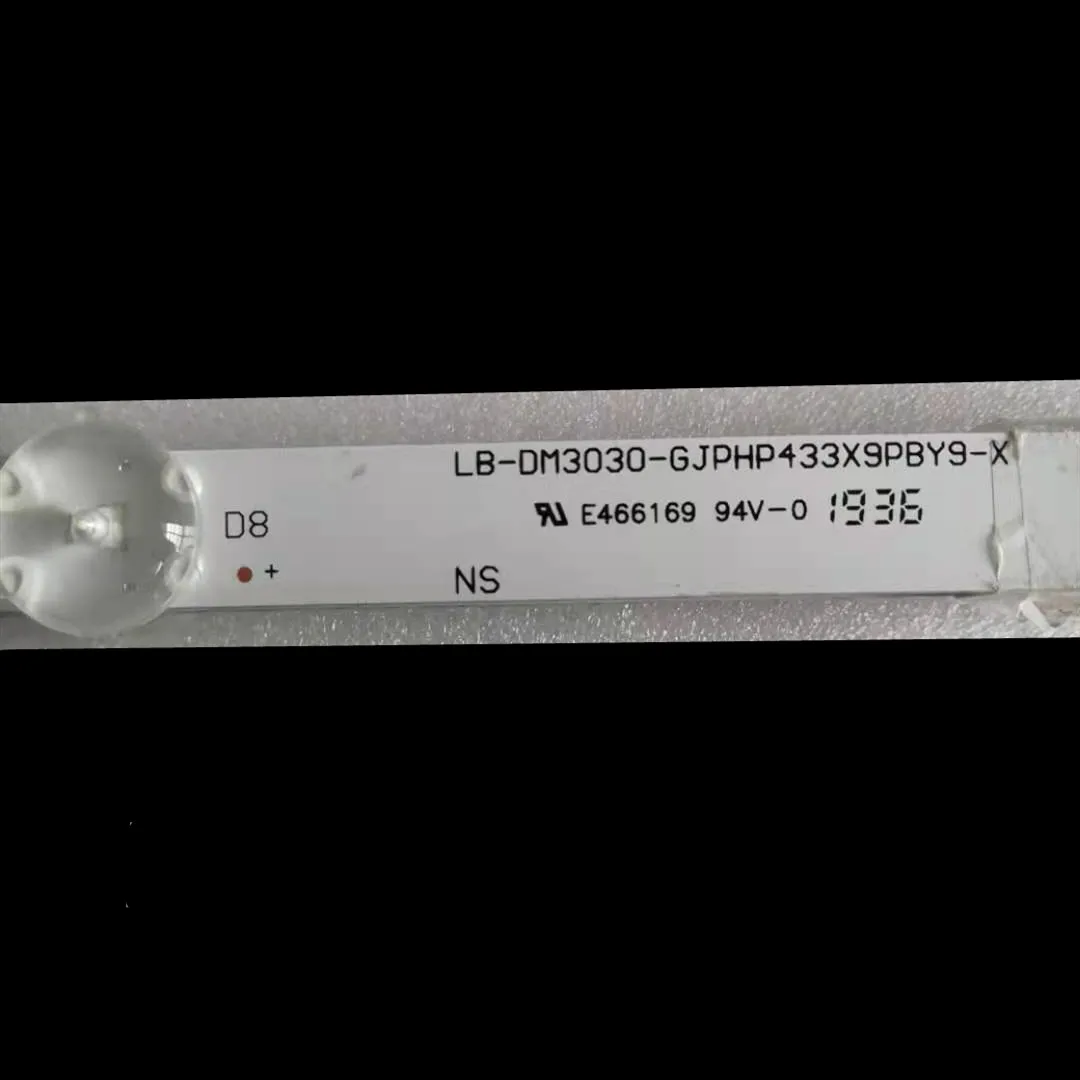 LB-DM3030-GJPHP433X9PBY9-X
D8
E466169 94V-0 1936
+
NS